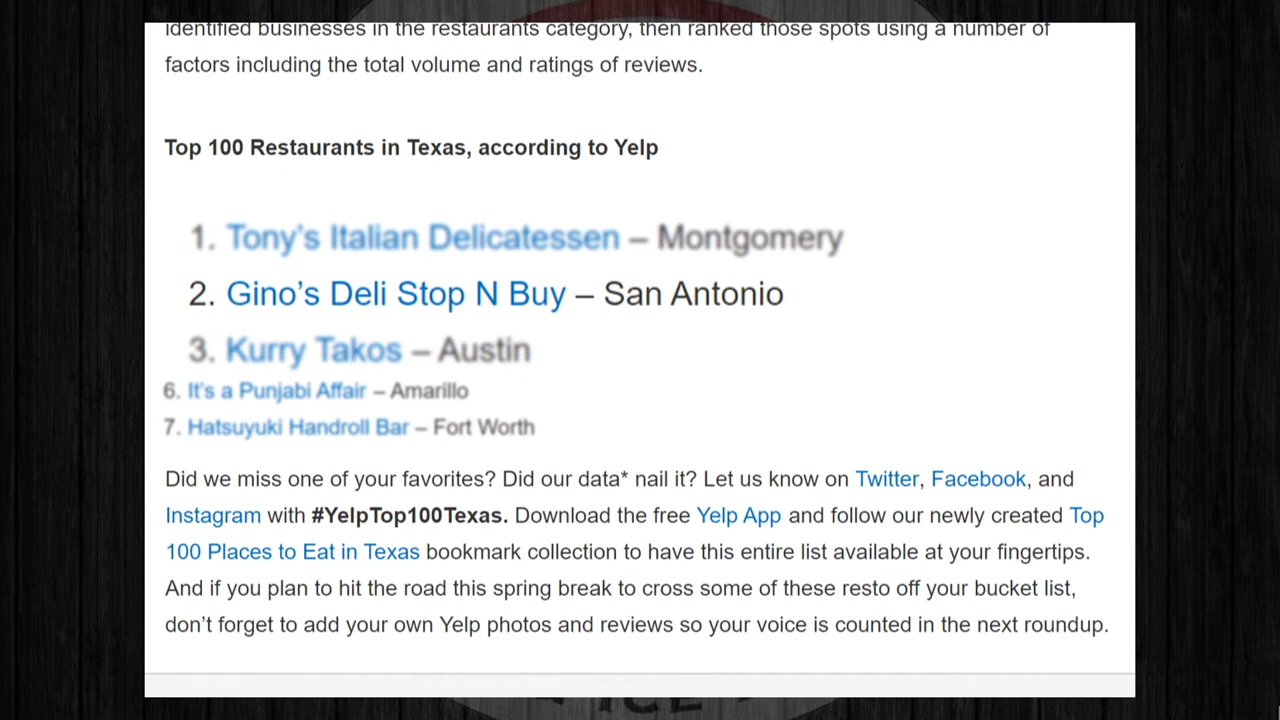 identified businesses in the restaurants category, then ranked those spots using a number of
factors including the total volume and ratings of reviews.
Top 100 Restaurants in Texas, according to Yelp
1. Tony's Italian Delicatessen – Montgomery
2. Gino’s Deli Stop N Buy – San Antonio
3. Kurry Takos – Austin
6. It's a Punjabi Affair – Amarillo
7. Hatsuyuki Handroll Bar – Fort Worth
Did we miss one of your favorites? Did our data* nail it? Let us know on Twitter, Facebook, and
Instagram with #YelpTop100Texas. Download the free Yelp App and follow our newly created Top
100 Places to Eat in Texas bookmark collection to have this entire list available at your fingertips.
And if you plan to hit the road this spring break to cross some of these resto off your bucket list,
don’t forget to add your own Yelp photos and reviews so your voice is counted in the next roundup.